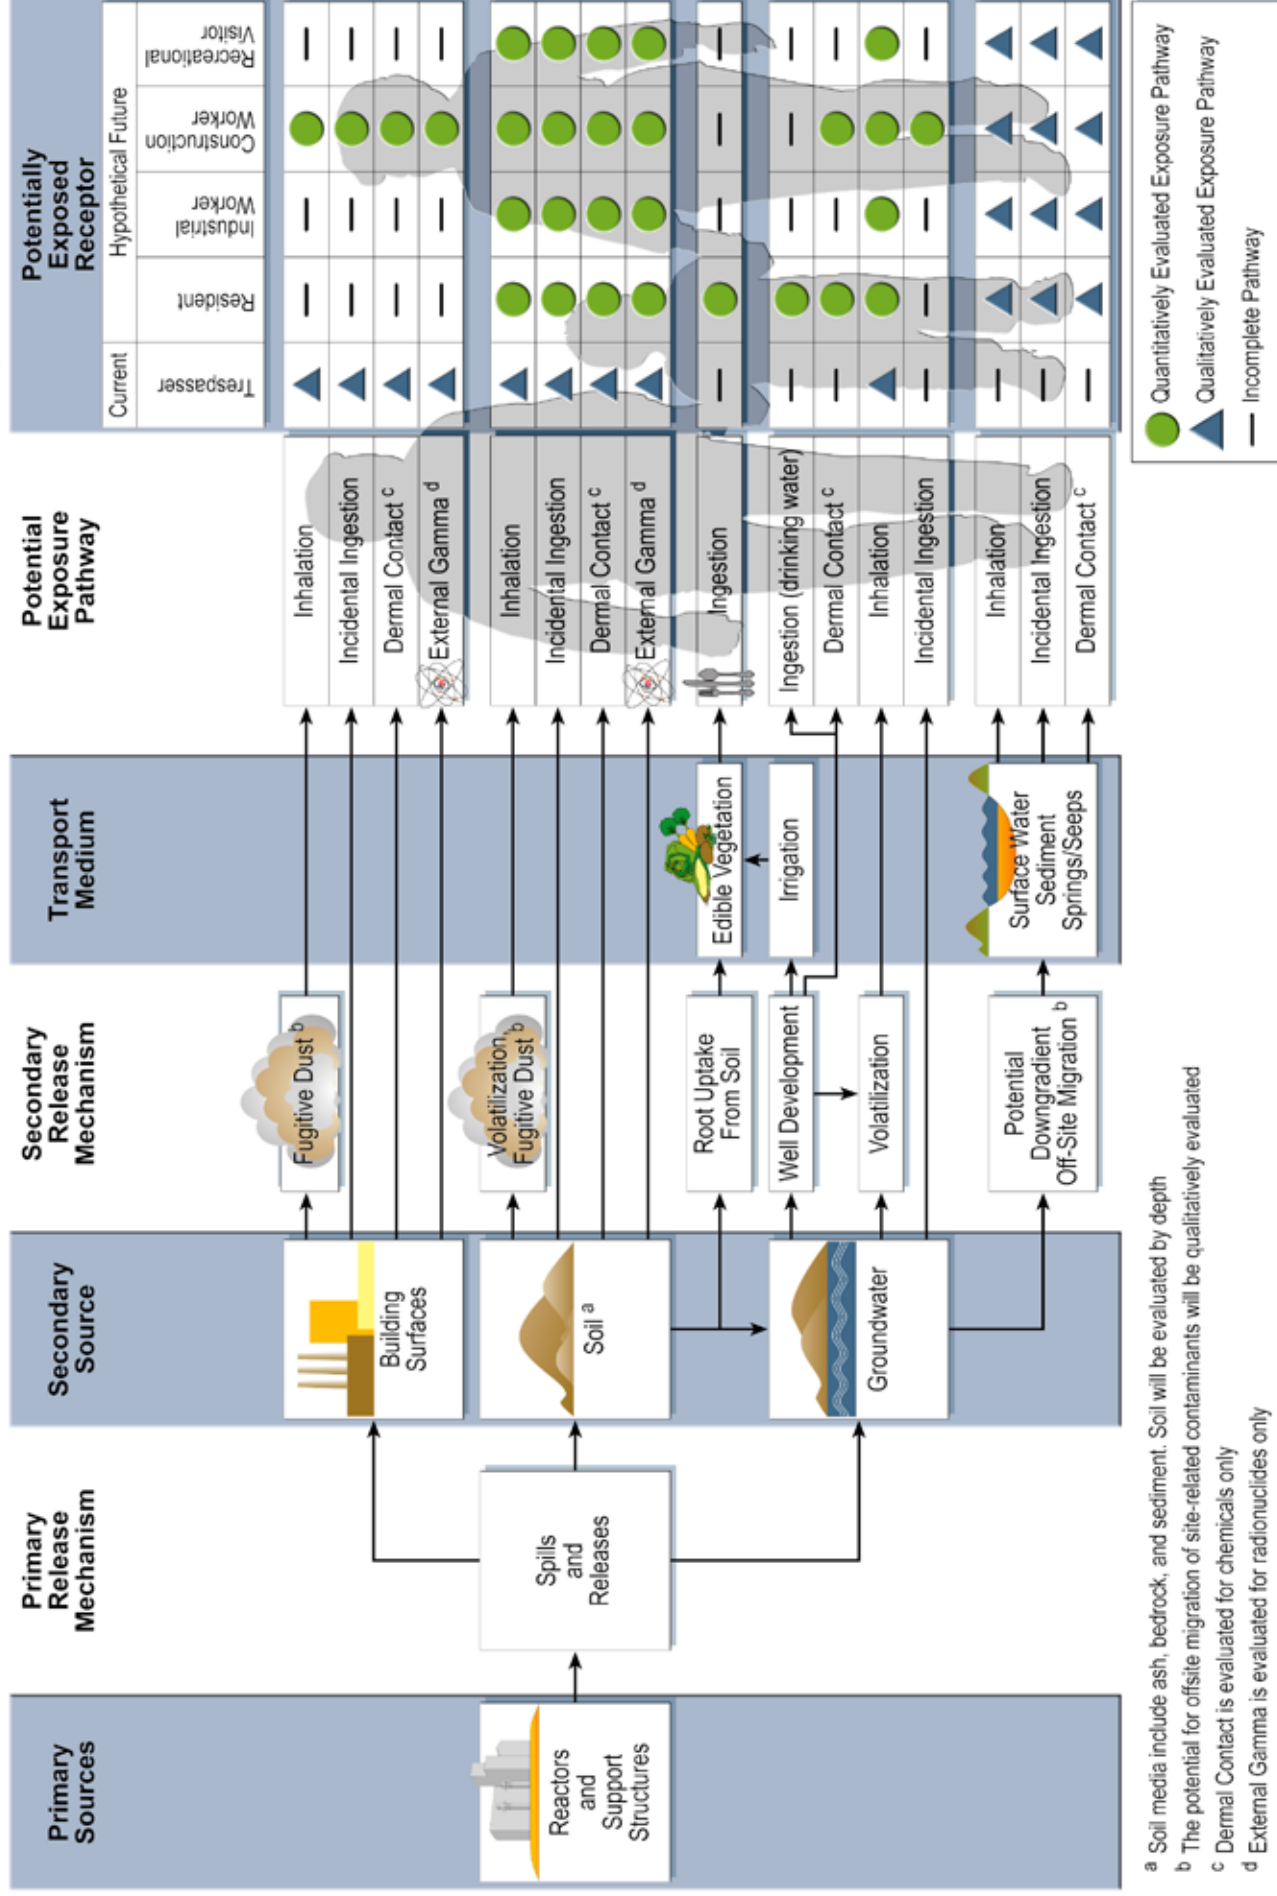 Primary
Sources
Primary
Release
Mechanism
Secondary
Source
Secondary
Release
Mechanism
Transport
Medium
Potential
Exposure
Pathway
Potentially
Exposed
Receptor
Current
Hypothetical Future
Trespasser
Resident
Industrial
Worker
Construction
Worker
Recreational
Visitor
Reactors
and
Support
Structures
Spills
and
Releases
Building
Surfaces
Soil a
Groundwater
Fugitive Dust b
Volatilization,
Fugitive Dust b
Root Uptake
From Soil
Well Development
Volatilization
Potential
Downgradient
Off-Site Migration b
Edible Vegetation
Irrigation
Surface Water
Sediment
Springs/Seeps
Inhalation
Incidental Ingestion
Dermal Contact c
External Gamma d
Inhalation
Incidental Ingestion
Dermal Contact c
External Gamma d
Ingestion
Ingestion (drinking water)
Dermal Contact c
Inhalation
Incidental Ingestion
Inhalation
Incidental Ingestion
Dermal Contact c
a Soil media include ash, bedrock, and sediment. Soil will be evaluated by depth
b The potential for offsite migration of site-related contaminants will be qualitatively evaluated
c Dermal Contact is evaluated for chemicals only
d External Gamma is evaluated for radionuclides only
Quantitatively Evaluated Exposure Pathway
Qualitatively Evaluated Exposure Pathway
Incomplete Pathway